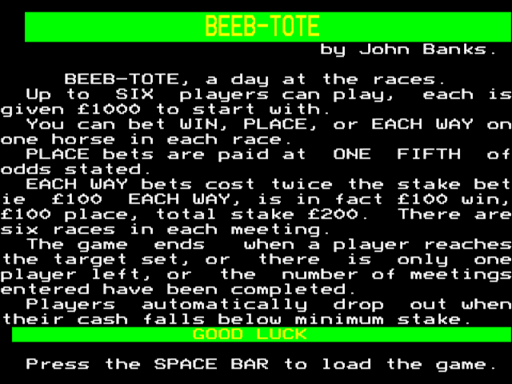 BEEB-TOTE
by John Banks.
BEEB-TOTE, a day at the races.
Up to SIX players can play, each is
given £1000 to start with.
You can bet WIN, PLACE, or EACH WAY on
one horse in each race.
PLACE bets are paid at ONE FIFTH of
odds stated.
EACH WAY bets cost twice the stake bet
ie £100 EACH WAY, is in fact £100 win,
£100 place, total stake £200. There are
six races in each meeting.
The game ends when a player reaches
the target set, or there is only one
player left, or the number of meetings
entered have been completed.
Players automatically drop out when
their cash falls below minimum stake.
GOOD LUCK
Press the SPACE BAR to load the game.